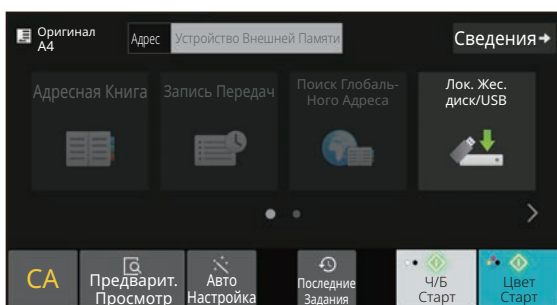 Оригинал
A4
Адрес
Устройство Внешней Памяти
Сведения
Адресная Книга
Запись Передач
Поиск Глобаль-
Ного Адреса
Лок. Жес.
диск/USB
CA
Предварит.
Просмотр
Авто
Настройка
Последние
Задания
Ч/Б
Старт
Цвет
Старт